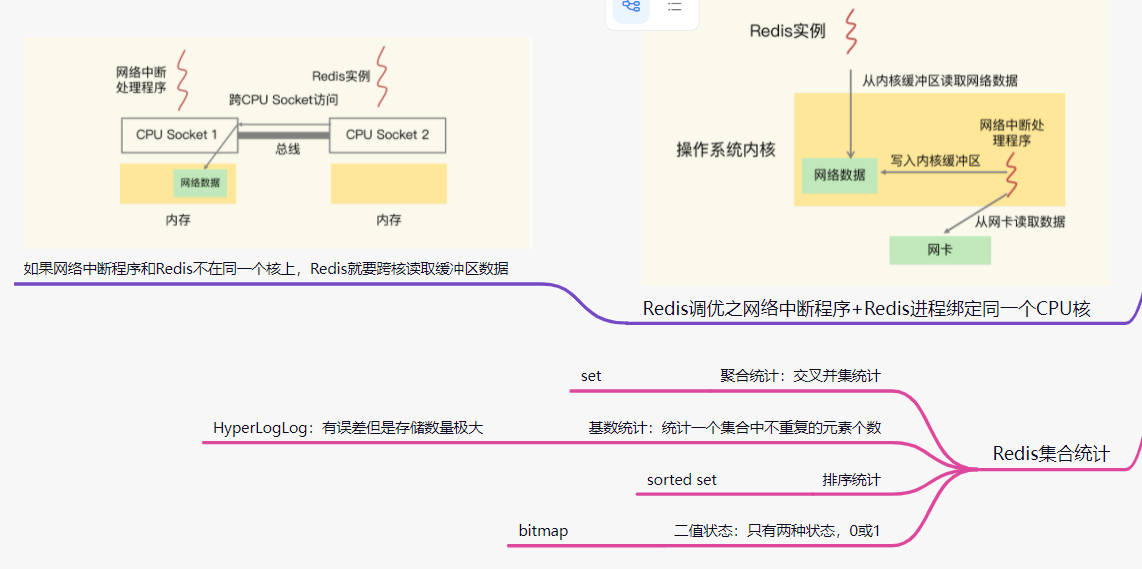 网络中断
处理程序
Redis实例
跨CPU Socket访问
CPU Socket 1
CPU Socket 2
总线
网络数据
内存
内存
如果网络中断程序和Redis不在同一个核上，Redis就要跨核读取缓冲区数据
Redis实例
从内核缓冲区读取网络数据
网络中断处
理程序
操作系统内核
写入内核缓冲区
网络数据
从网卡读取数据
网卡
Redis调优之网络中断程序+Redis进程绑定同一个CPU核
set
聚合统计：交叉并集统计
HyperLogLog：有误差但是存储数量极大
基数统计：统计一个集合中不重复的元素个数
Redis集合统计
sorted set
排序统计
bitmap
二值状态：只有两种状态，0或1